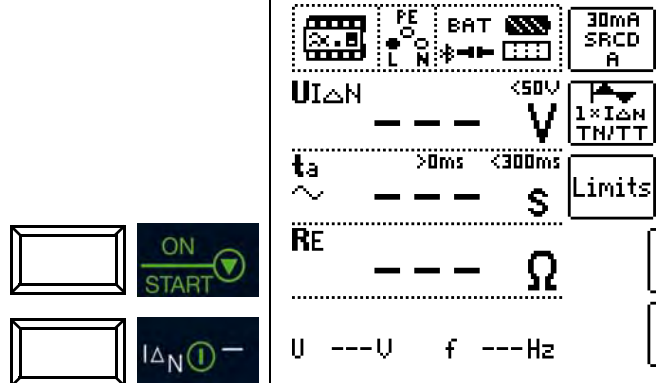 PE
L N
BAT
30mA
SRCD
A
UI△N <50V
--- V
1×I△N
TN/TT
ta >0ms <300ms
~ --- s
Limits
RE
--- Ω
U ---V f ---Hz
ON
START
I△N I –